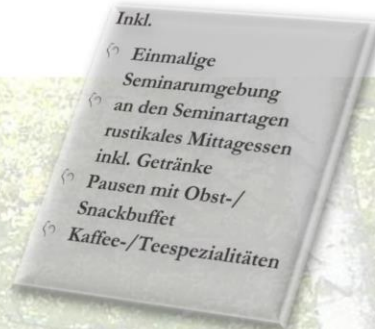 Inkl.
Einmalige
Seminarumgebung
an den Seminartagen
rustikales Mittagessen
inkl. Getränke
Pausen mit Obst-/
Snackbuffet
Kaffee-/Teespezialitäten